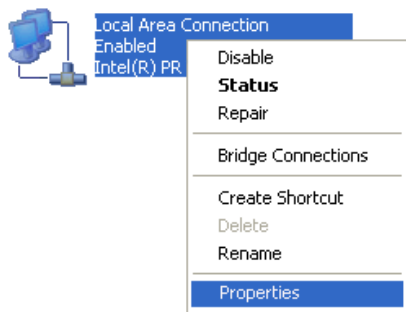 Local Area Connection
Enabled
Intel(R) PR
Disable
Status
Repair
Bridge Connections
Create Shortcut
Delete
Rename
Properties